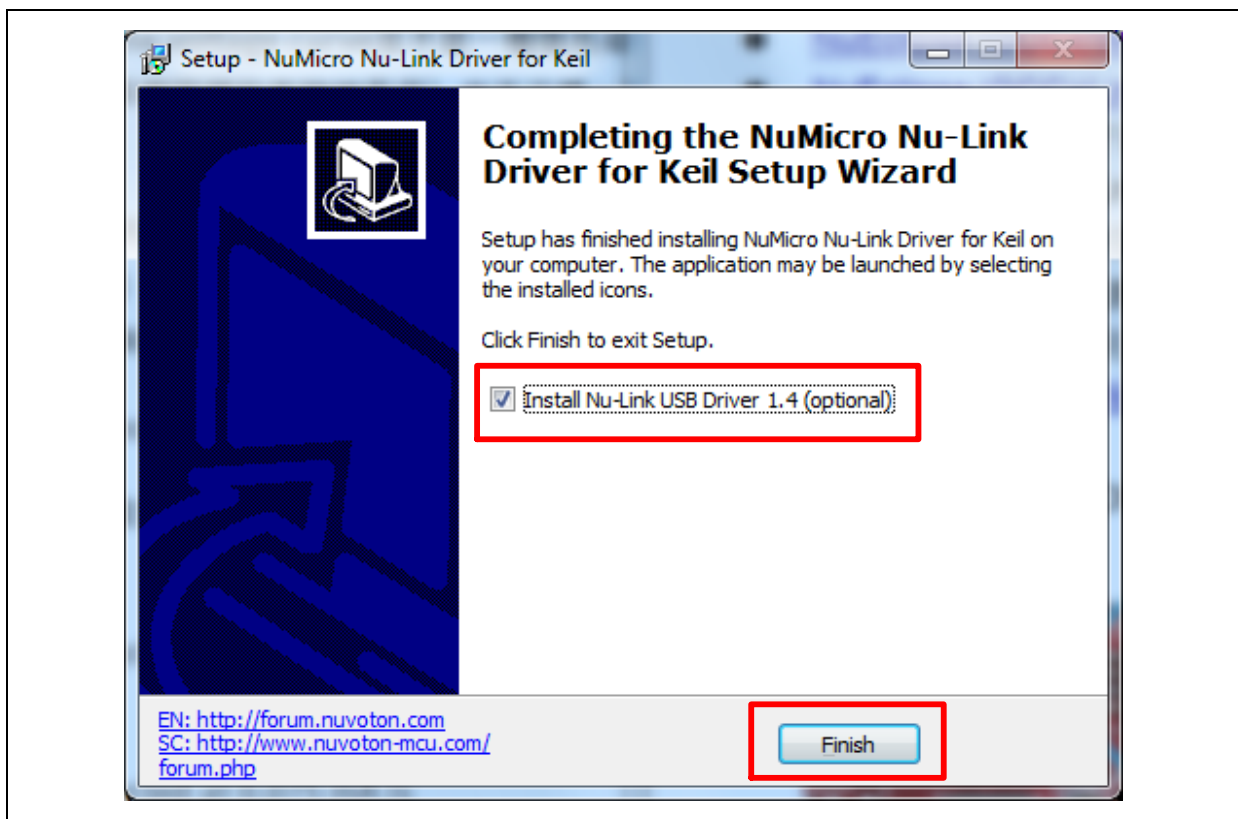 Setup - NuMicro Nu-Link Driver for Keil
Completing the NuMicro Nu-Link
Driver for Keil Setup Wizard
Setup has finished installing NuMicro Nu-Link Driver for Keil on
your computer. The application may be launched by selecting
the installed icons.
Click Finish to exit Setup.
Install Nu-Link USB Driver 1.4 (optional)
EN: http://forum.nuvoton.com
SC: http://www.nuvoton-mcu.com/
forum.php
Finish